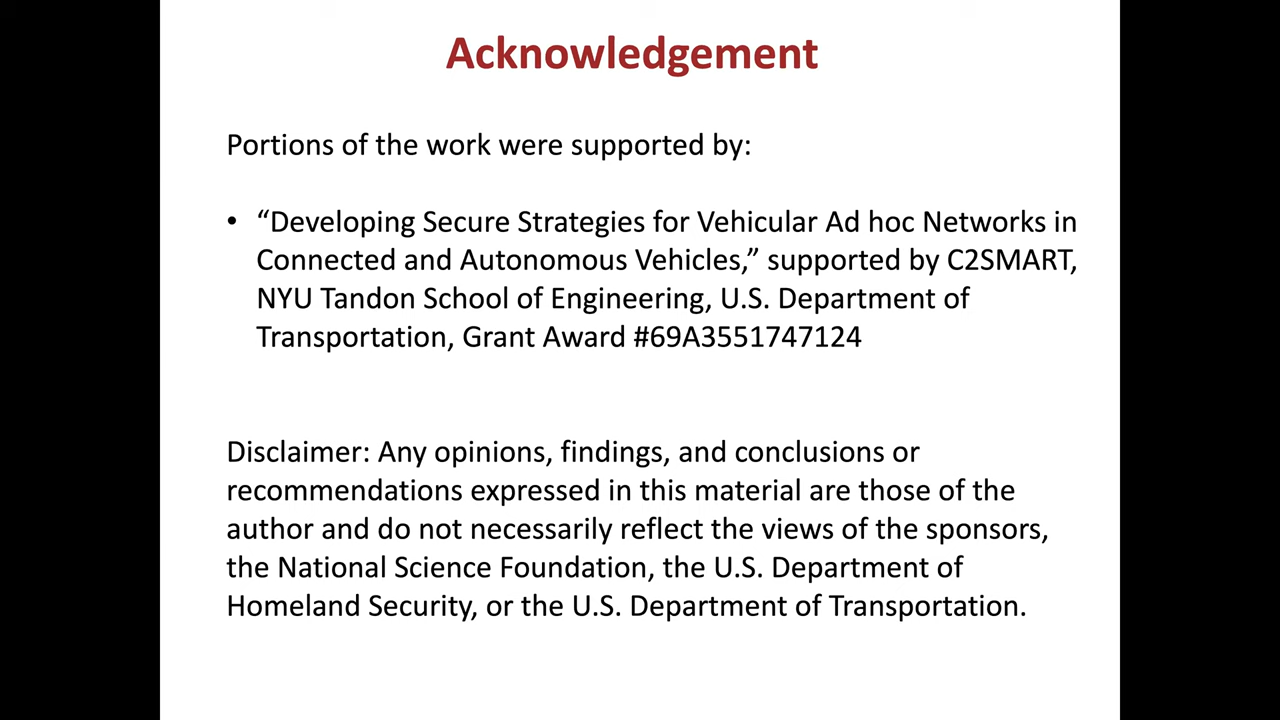 Acknowledgement
Portions of the work were supported by:
• “Developing Secure Strategies for Vehicular Ad hoc Networks in
Connected and Autonomous Vehicles,” supported by C2SMART,
NYU Tandon School of Engineering, U.S. Department of
Transportation, Grant Award #69A3551747124
Disclaimer: Any opinions, findings, and conclusions or
recommendations expressed in this material are those of the
author and do not necessarily reflect the views of the sponsors,
the National Science Foundation, the U.S. Department of
Homeland Security, or the U.S. Department of Transportation.